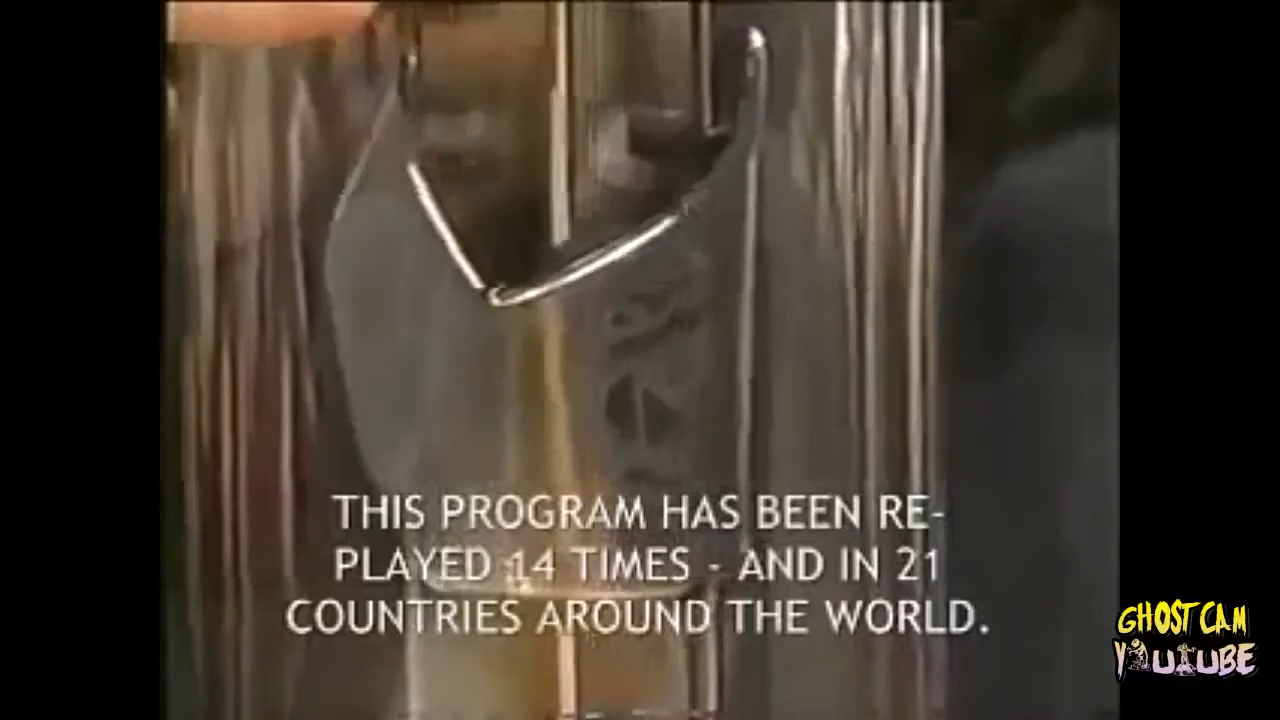 THIS PROGRAM HAS BEEN RE-
PLAYED 14 TIMES - AND IN 21
COUNTRIES AROUND THE WORLD.
GHOST CAM
YOUTUBE